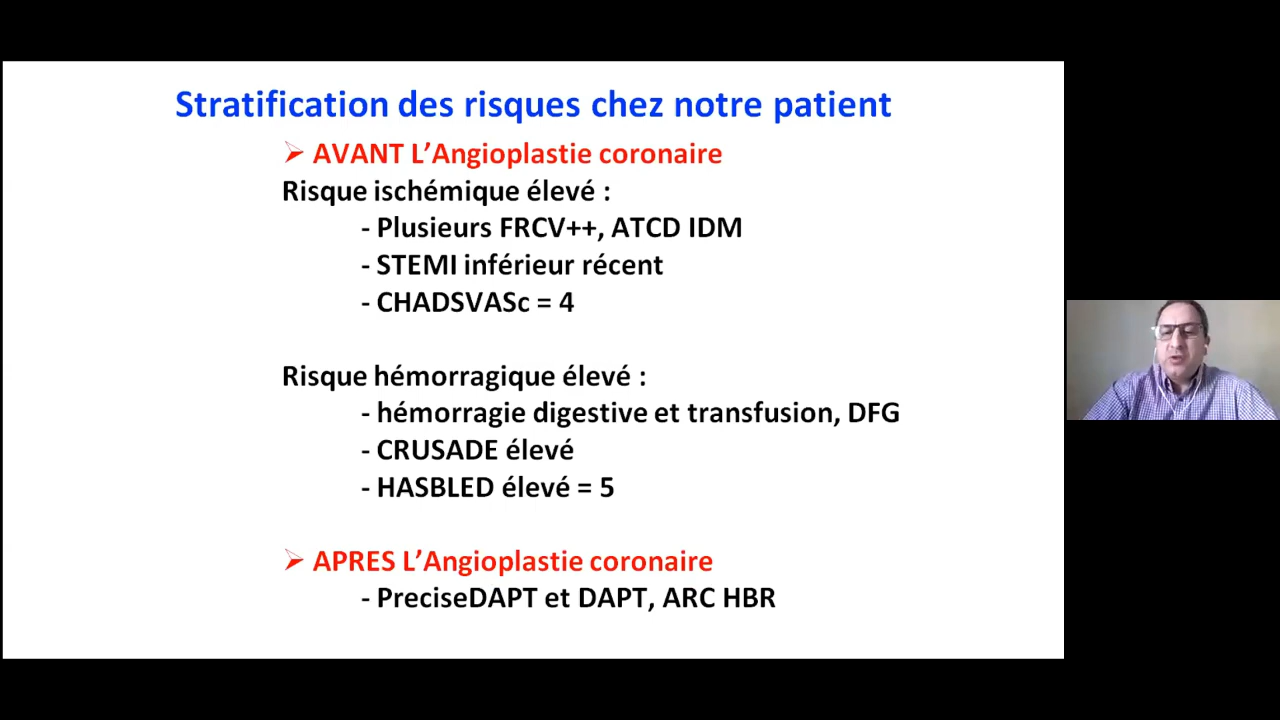 Stratification des risques chez notre patient
AVANT L’Angioplastie coronaire
Risque ischémique élevé :
- Plusieurs FRCV++, ATCD IDM
- STEMI inférieur récent
- CHADSVASc = 4
Risque hémorragique élevé :
- hémorragie digestive et transfusion, DFG
- CRUSADE élevé
- HASBLED élevé = 5
APRES L’Angioplastie coronaire
- PreciseDAPT et DAPT, ARC HBR